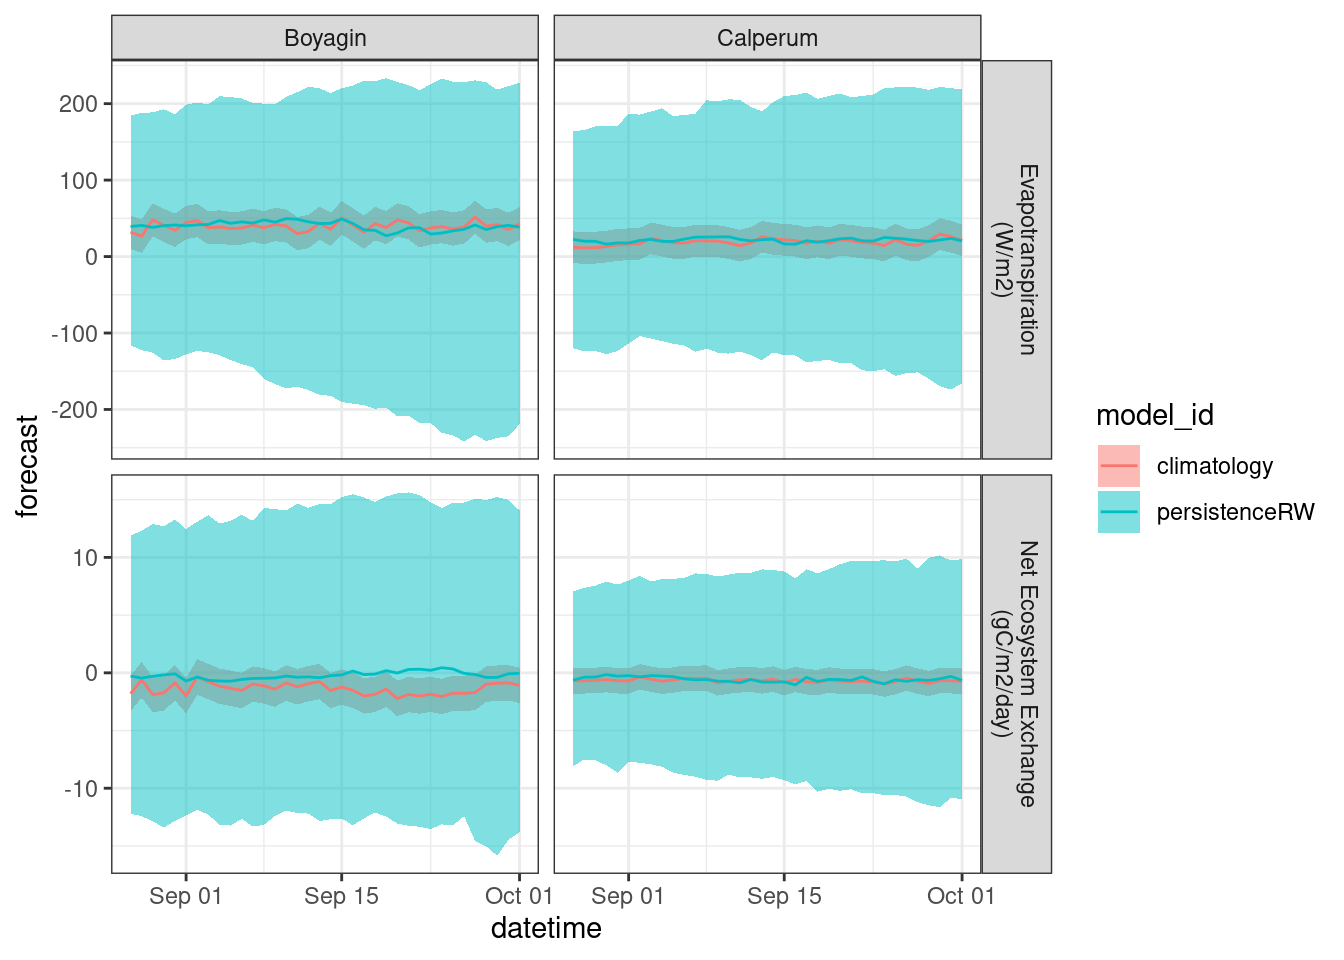 Boyagin
Calperum
200
100
0
-100
-200
Evapotranspiration
(W/m2)
forecast
10
0
-10
Net Ecosystem Exchange
(gC/m2/day)
Sep 01
Sep 15
Oct 01
Sep 01
Sep 15
Oct 01
datetime
model_id
climatology
persistenceRW